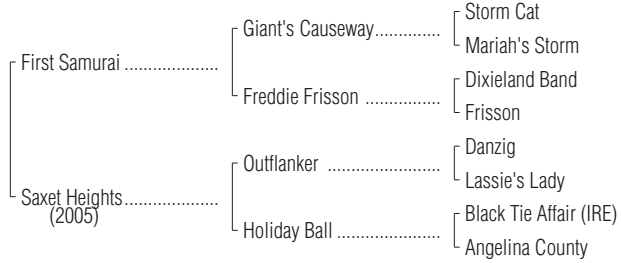 Storm Cat
Giant's Causeway..............
Mariah's Storm
First Samurai ....................
Dixieland Band
Freddie Frisson ................
Frisson
Danzig
Outflanker .......................
Lassie's Lady
Saxet Heights....................
(2005)
Black Tie Affair (IRE)
Holiday Ball .....................
Angelina County